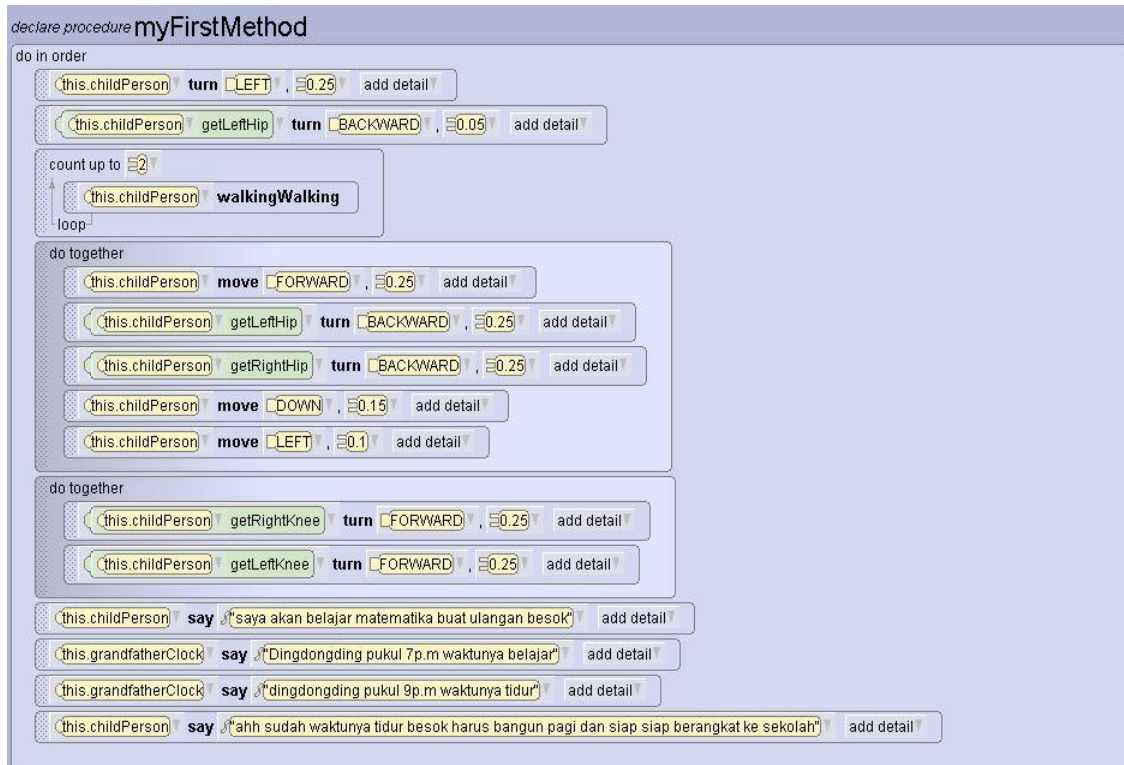 declare procedure myFirstMethod
do in order
this.childPerson turn LEFT , 0.25 add detail
this.childPerson getLeftHip turn BACKWARD , 0.05 add detail
count up to 2
this.childPerson walkingWalking
loop
do together
this.childPerson move FORWARD , 0.25 add detail
this.childPerson getLeftHip turn BACKWARD , 0.25 add detail
this.childPerson getRightHip turn BACKWARD , 0.25 add detail
this.childPerson move DOWN , 0.15 add detail
this.childPerson move LEFT , 0.1 add detail
do together
this.childPerson getRightKnee turn FORWARD , 0.25 add detail
this.childPerson getLeftKnee turn FORWARD , 0.25 add detail
this.childPerson say "saya akan belajar matematika buat ulangan besok" add detail
this.grandfatherClock say "Dingdongding pukul 7p.m waktunya belajar" add detail
this.grandfatherClock say "dingdongding pukul 9p.m waktunya tidur" add detail
this.childPerson say "ahh sudah waktunya tidur besok harus bangun pagi dan siap siap berangkat ke sekolah" add detail